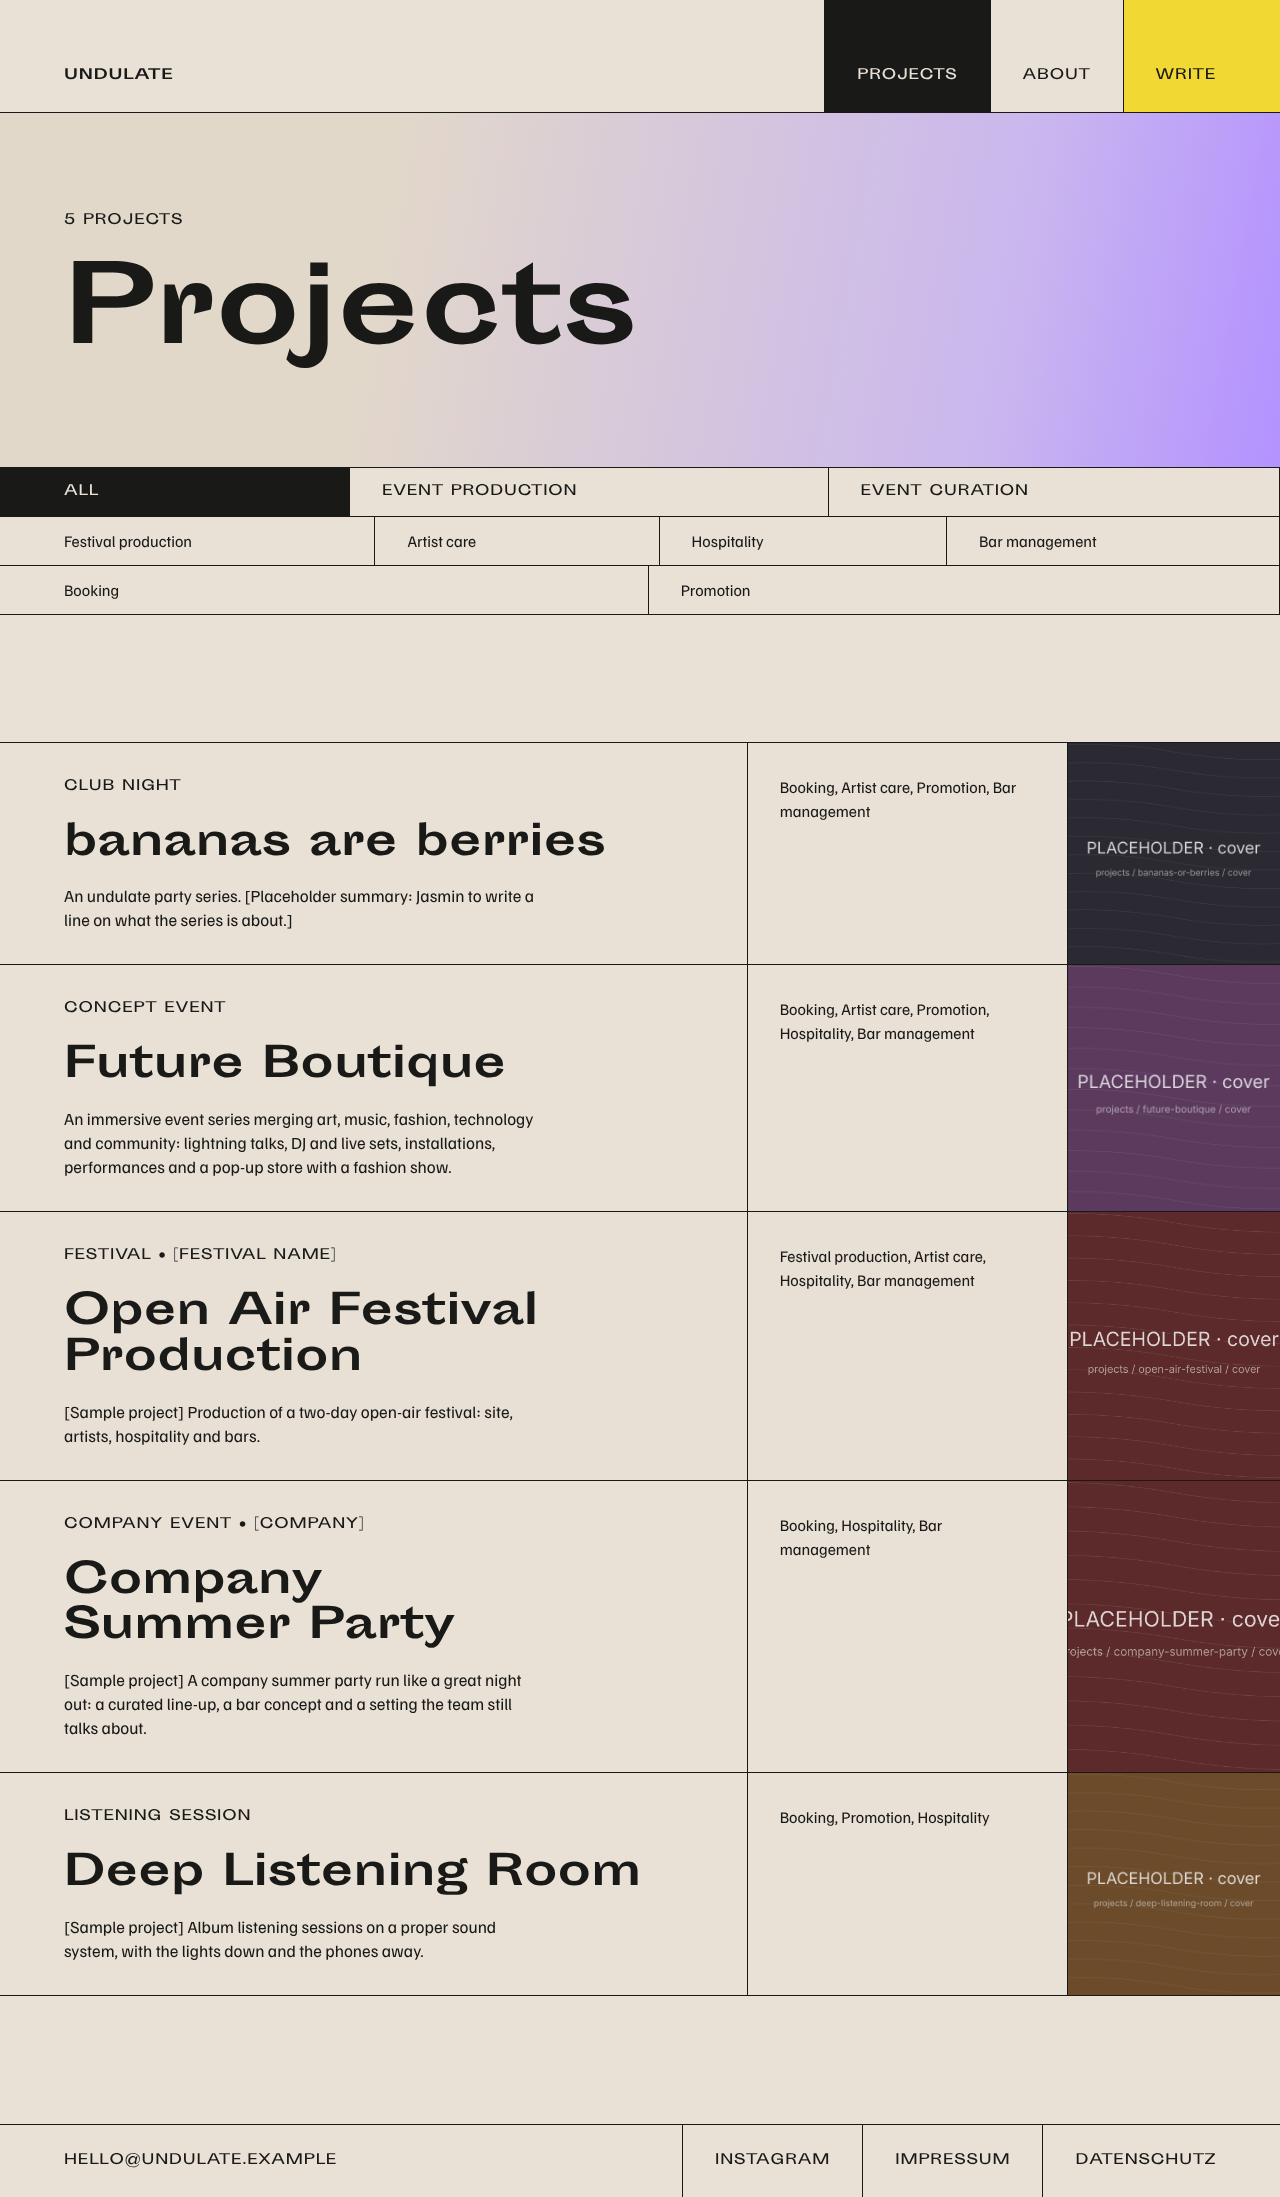 UNDULATE
PROJECTS
ABOUT
WRITE
5 PROJECTS
Projects
ALL
EVENT PRODUCTION
EVENT CURATION
Festival production
Artist care
Hospitality
Bar management
Booking
Promotion
CLUB NIGHT
bananas are berries
An undulate party series. [Placeholder summary: Jasmin to write a
line on what the series is about.]
Booking, Artist care, Promotion, Bar
management
PLACEHOLDER · cover
projects / bananas-or-berries / cover
CONCEPT EVENT
Future Boutique
An immersive event series merging art, music, fashion, technology
and community: lightning talks, DJ and live sets, installations,
performances and a pop-up store with a fashion show.
Booking, Artist care, Promotion,
Hospitality, Bar management
PLACEHOLDER · cover
projects / future-boutique / cover
FESTIVAL • [FESTIVAL NAME]
Open Air Festival
Production
[Sample project] Production of a two-day open-air festival: site,
artists, hospitality and bars.
Festival production, Artist care,
Hospitality, Bar management
PLACEHOLDER · cover
projects / open-air-festival / cover
COMPANY EVENT • [COMPANY]
Company
Summer Party
[Sample project] A company summer party run like a great night
out: a curated line-up, a bar concept and a setting the team still
talks about.
Booking, Hospitality, Bar
management
PLACEHOLDER · cove
rojects / company-summer-party / cov
LISTENING SESSION
Deep Listening Room
[Sample project] Album listening sessions on a proper sound
system, with the lights down and the phones away.
Booking, Promotion, Hospitality
PLACEHOLDER · cover
projects / deep-listening-room / cover
HELLO@UNDULATE.EXAMPLE
INSTAGRAM
IMPRESSUM
DATENSCHUTZ